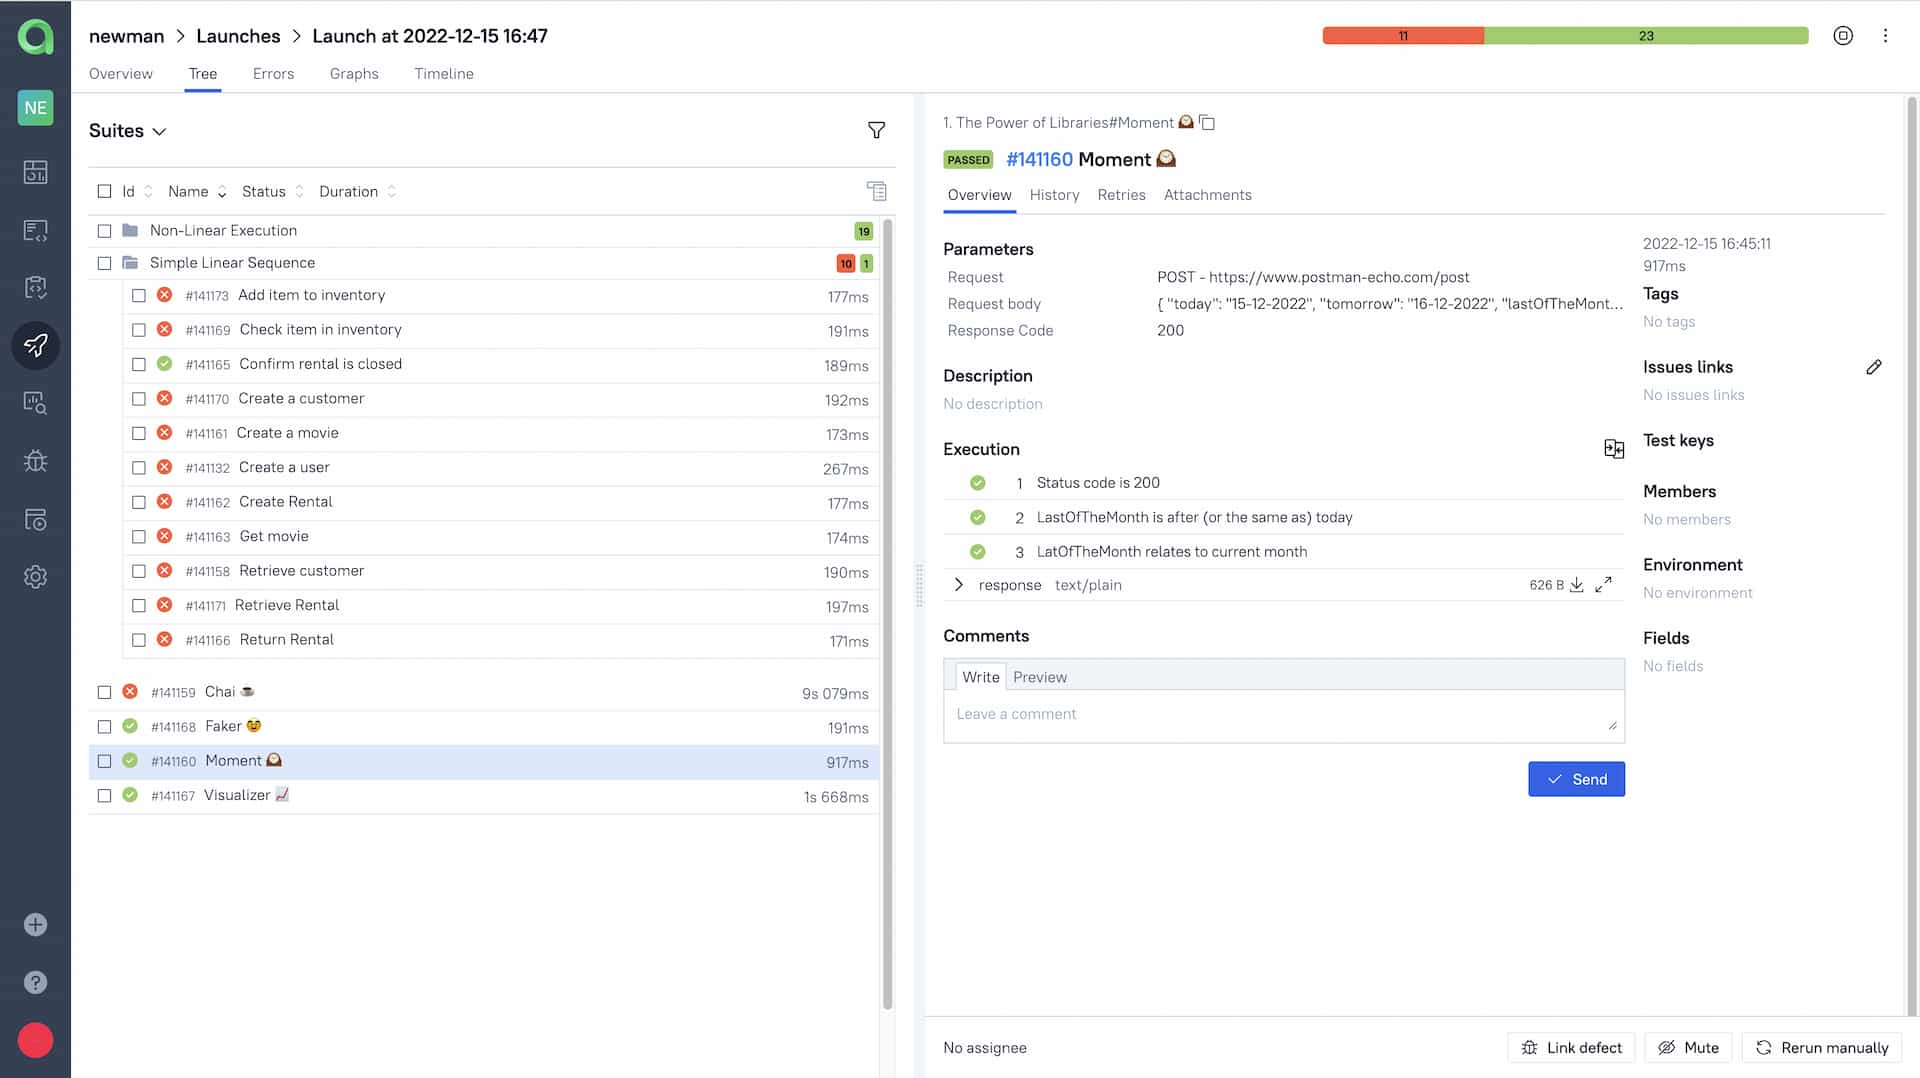 newman > Launches > Launch at 2022-12-15 16:47
11
23
Overview Tree Errors Graphs Timeline
NE
Suites
Id Name Status Duration
Non-Linear Execution 19
Simple Linear Sequence 10 1
#141173 Add item to inventory 177ms
#141169 Check item in inventory 191ms
#141165 Confirm rental is closed 189ms
#141170 Create a customer 192ms
#141161 Create a movie 173ms
#141132 Create a user 267ms
#141162 Create Rental 177ms
#141163 Get movie 174ms
#141158 Retrieve customer 190ms
#141171 Retrieve Rental 197ms
#141166 Return Rental 171ms
#141159 Chai ☕ 9s 079ms
#141168 Faker 🥸 191ms
#141160 Moment 🕰 917ms
#141167 Visualizer 📈 1s 668ms
1. The Power of Libraries#Moment 🕰
PASSED #141160 Moment 🕰
Overview History Retries Attachments
Parameters
Request POST - https://www.postman-echo.com/post
Request body { "today": "15-12-2022", "tomorrow": "16-12-2022", "lastOfTheMont...
Response Code 200
Description
No description
Execution
1 Status code is 200
2 LastOfTheMonth is after (or the same as) today
3 LatOfTheMonth relates to current month
response text/plain 626 B
Comments
Write Preview
Leave a comment
Send
2022-12-15 16:45:11
917ms
Tags
No tags
Issues links
No issues links
Test keys
Members
No members
Environment
No environment
Fields
No fields
No assignee
Link defect
Mute
Rerun manually